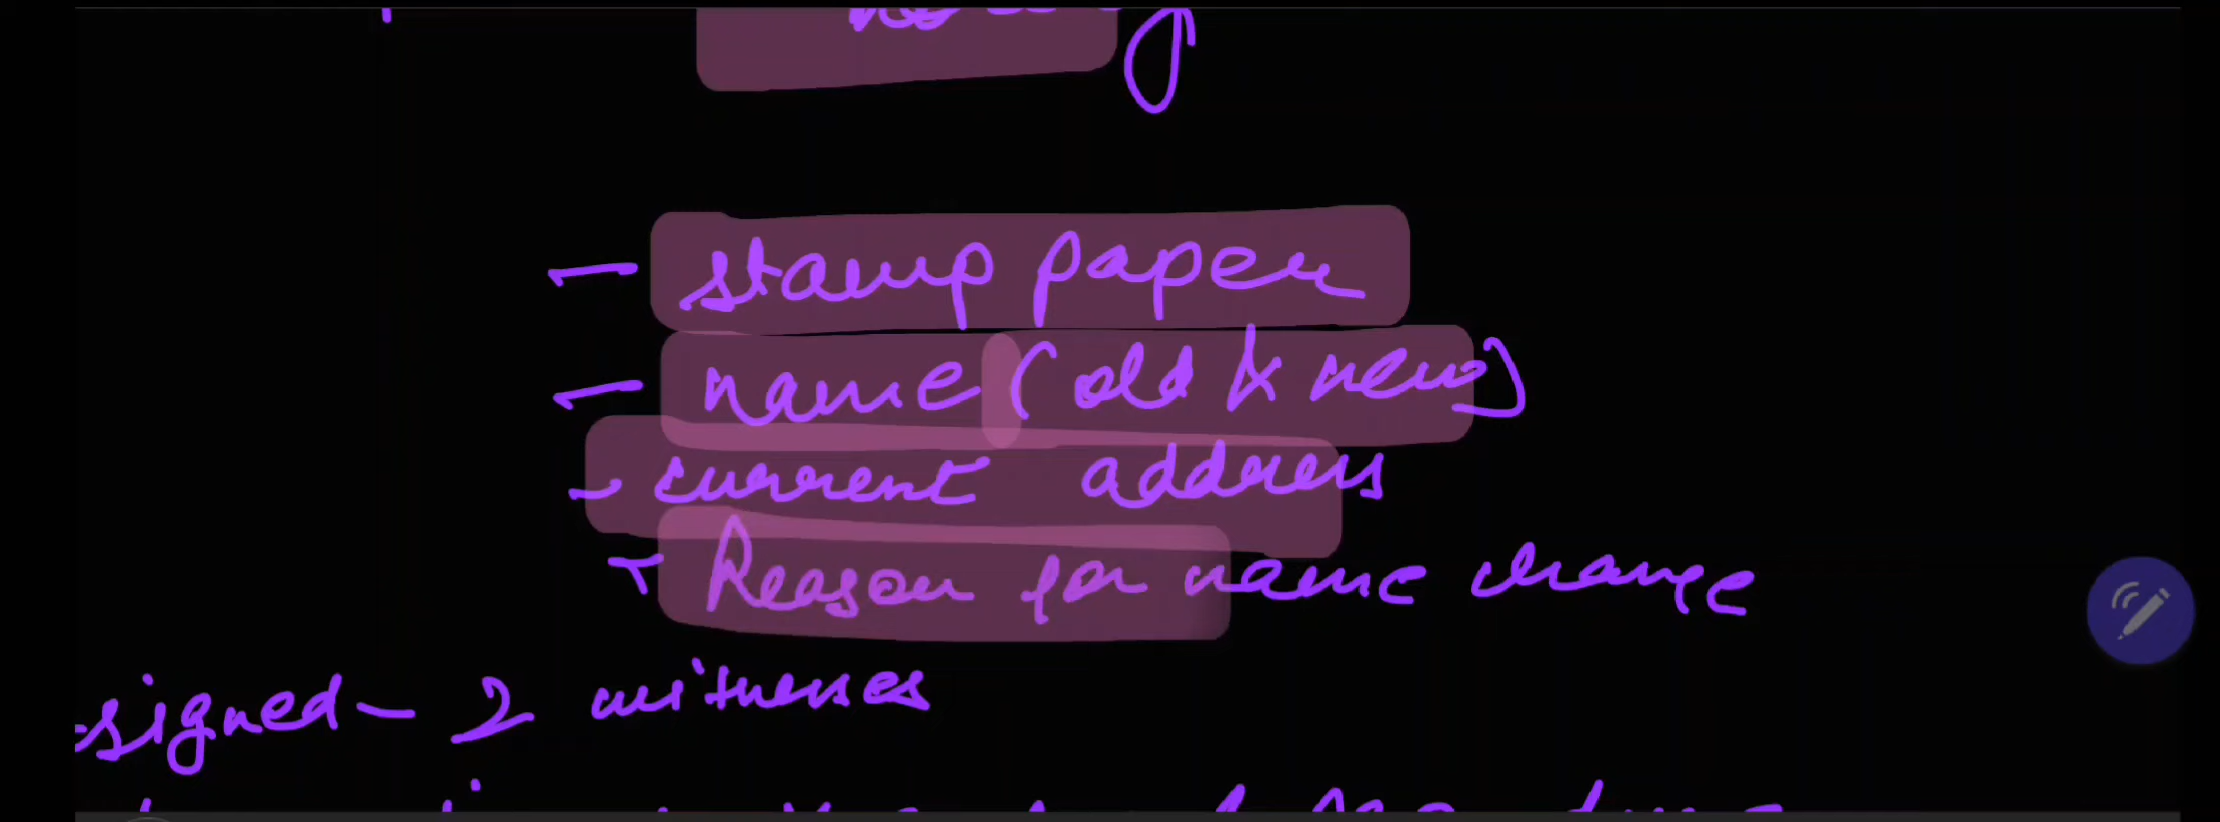 - stamp paper
- name (old & new)
- current address
- Reason for name change
signed - 2 witnesses